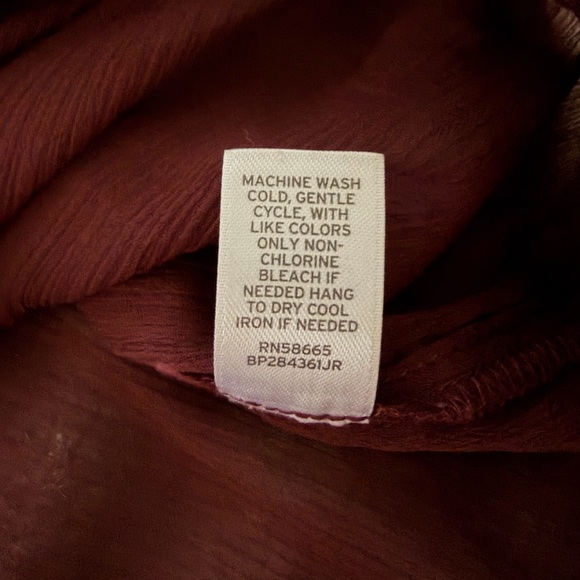 MACHINE WASH
COLD, GENTLE
CYCLE, WITH
LIKE COLORS
ONLY NON-
CHLORINE
BLEACH IF
NEEDED HANG
TO DRY COOL
IRON IF NEEDED
RN58665
BP284361JR